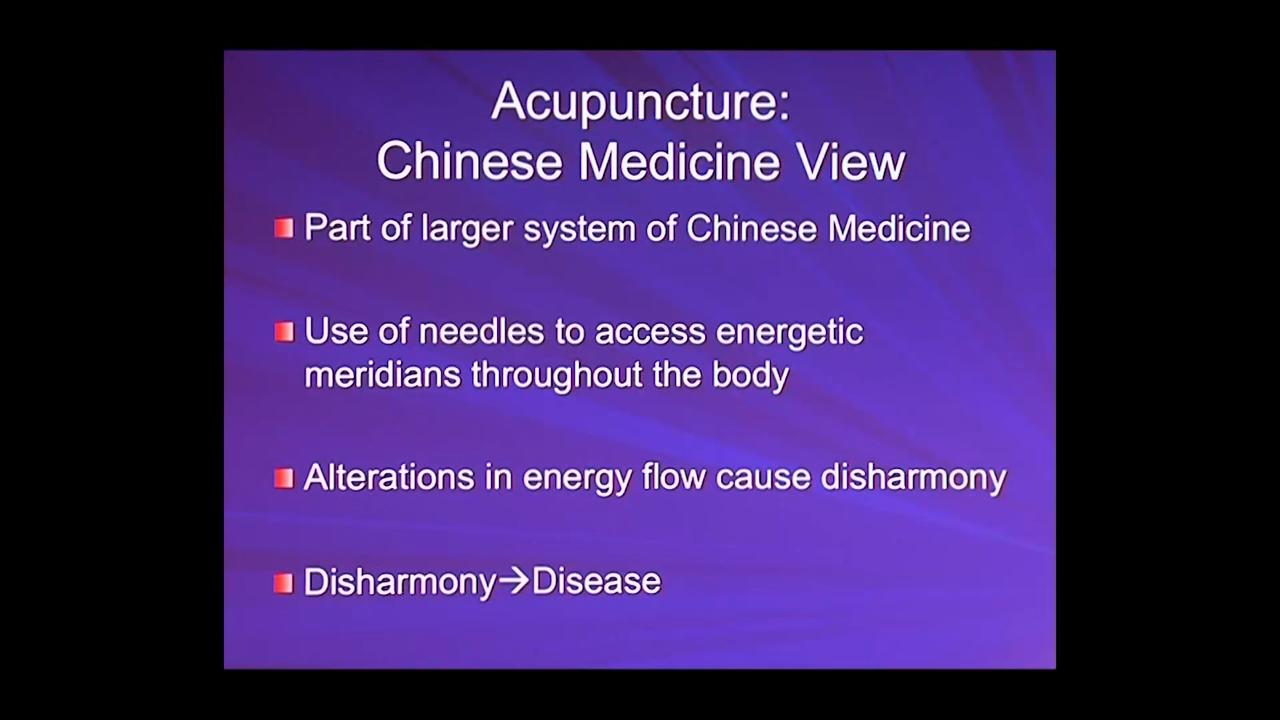 Acupuncture:
Chinese Medicine View
Part of larger system of Chinese Medicine
Use of needles to access energetic
meridians throughout the body
Alterations in energy flow cause disharmony
Disharmony→Disease